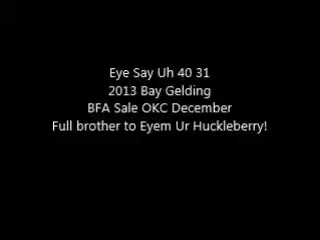 Eye Say Uh 40 31
2013 Bay Gelding
BFA Sale OKC December
Full brother to Eyem Ur Huckleberry!